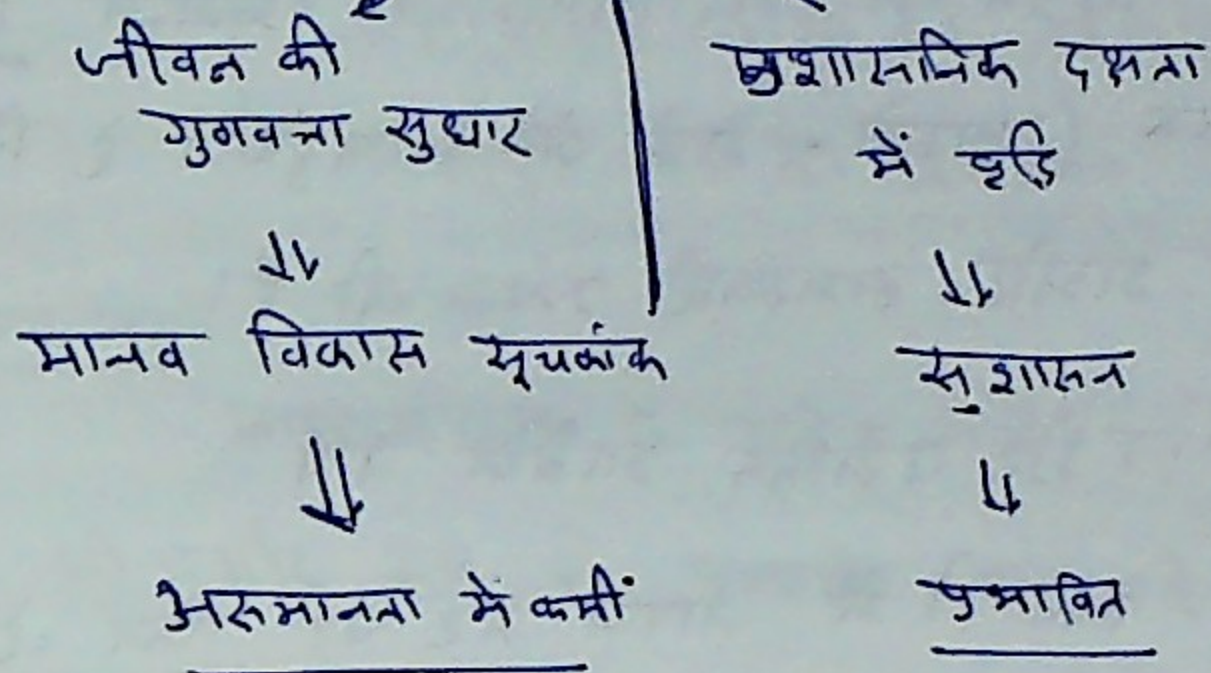 जीवन की
गुणवत्ता सुधार
⇓
मानव विकास सूचकांक
⇓
असमानता में कमीं
प्रशासनिक दक्षता
में वृद्धि
⇓
सुशासन
⇓
प्रभावित